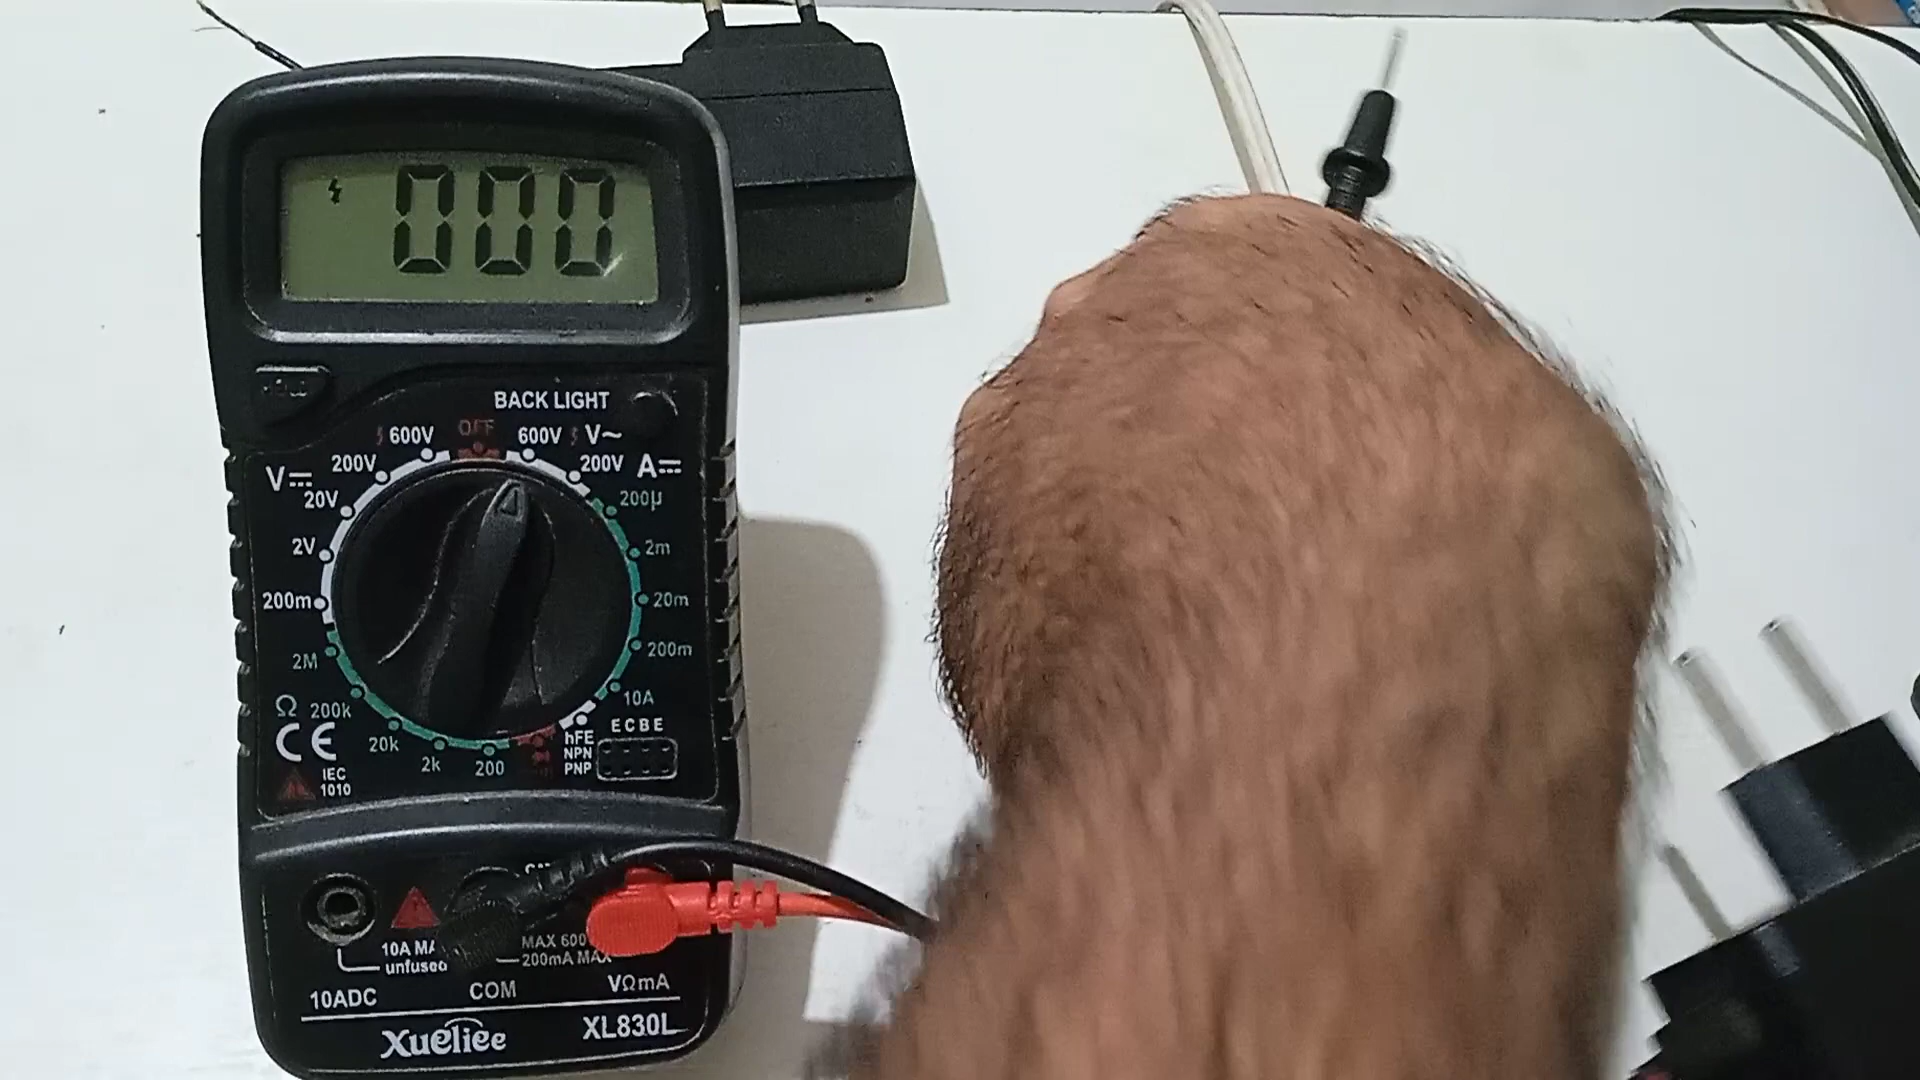 000
BACK LIGHT
OFF
600V 600V V~
200V 200V A
V
20V 200µ
2V 2m
200m 20m
2M 200m
Ω 200k 10A
20k 2k 200
hFE
NPN
PNP
E C B E
CE
IEC
1010
10A
unfused
MAX 600
200mA MAX
10ADC COM VΩmA
Xueliee XL830L